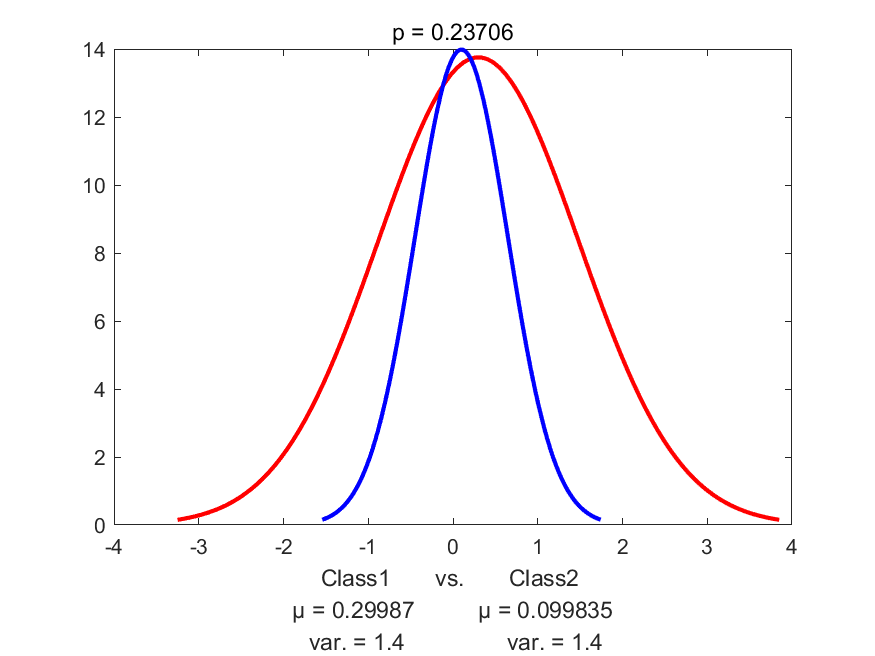 p = 0.23706
14
12
10
8
6
4
2
0
-4 -3 -2 -1 0 1 2 3 4
Class1 vs. Class2
μ = 0.29987 μ = 0.099835
var. = 1.4 var. = 1.4